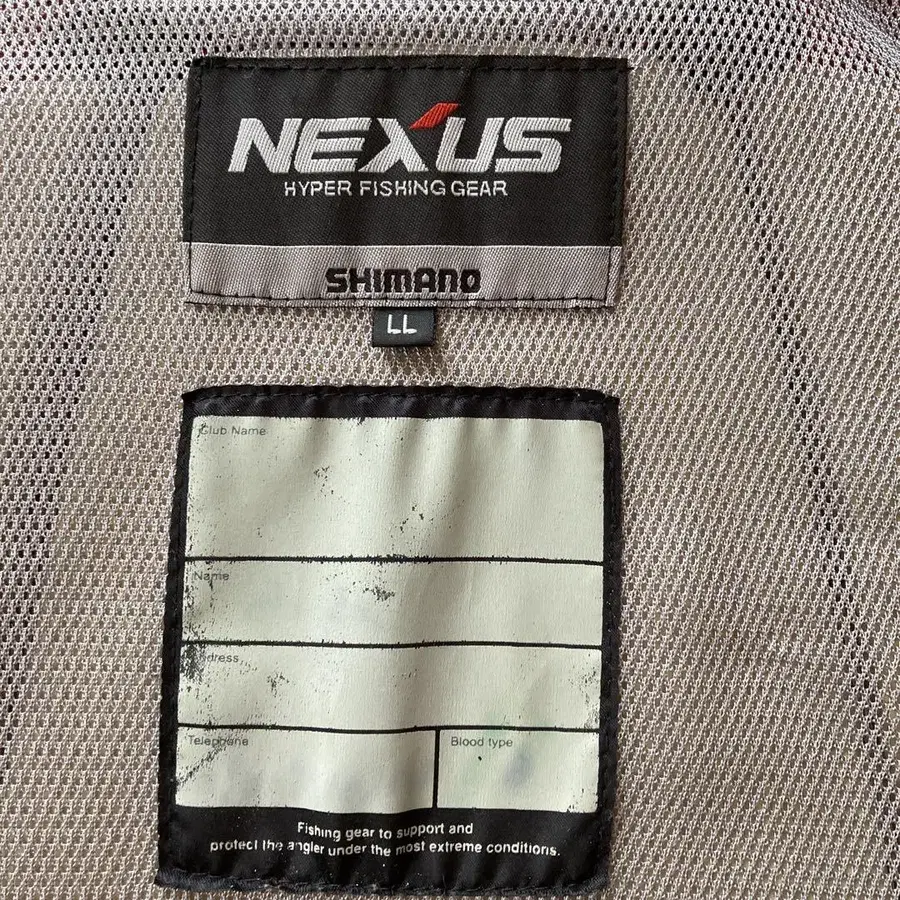 NEXUS
HYPER FISHING GEAR
SHIMANO
LL
Club Name
Name
Address
Telephone
Blood type
Fishing gear to support and
protect the angler under the most extreme conditions.